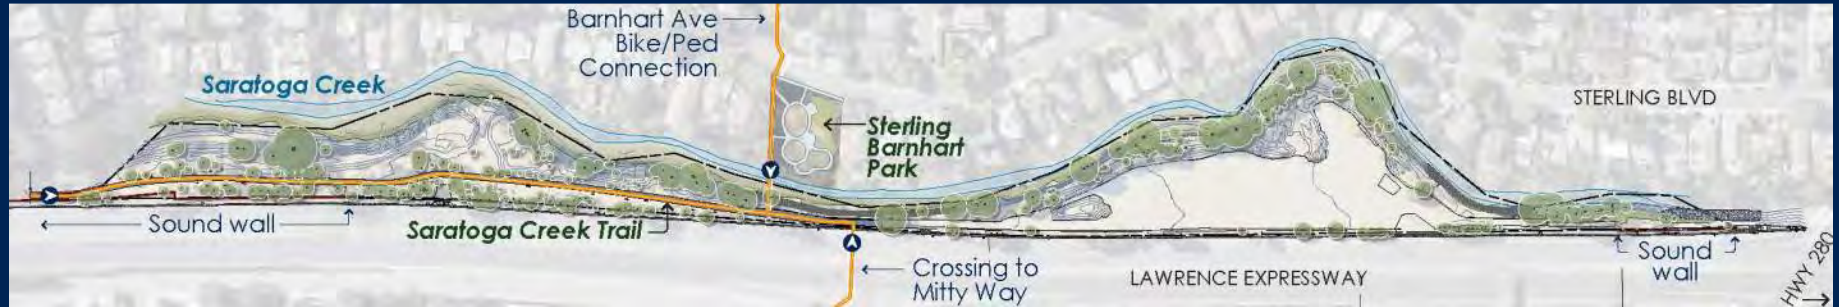 Barnhart Ave
Bike/Ped
Connection
Saratoga Creek
STERLING BLVD
Sterling
Barnhart
Park
Sound wall
Saratoga Creek Trail
Crossing to
Mitty Way
LAWRENCE EXPRESSWAY
Sound
wall
HWY 280